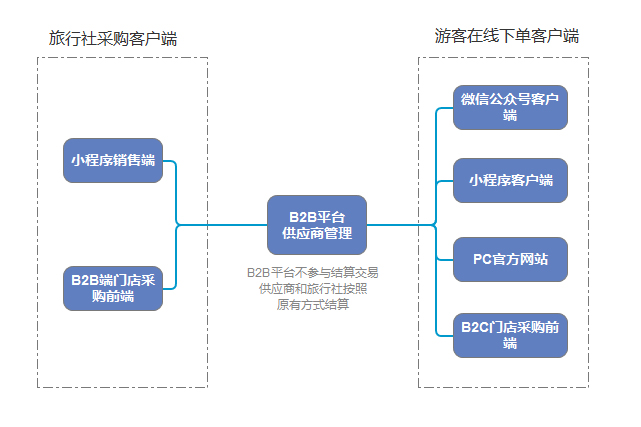 旅行社采购客户端
小程序销售端
B2B端门店采
购前端
B2B平台
供应商管理
B2B平台不参与结算交易
供应商和旅行社按照
原有方式结算
游客在线下单客户端
微信公众号客户
端
小程序客户端
PC官方网站
B2C门店采购前
端